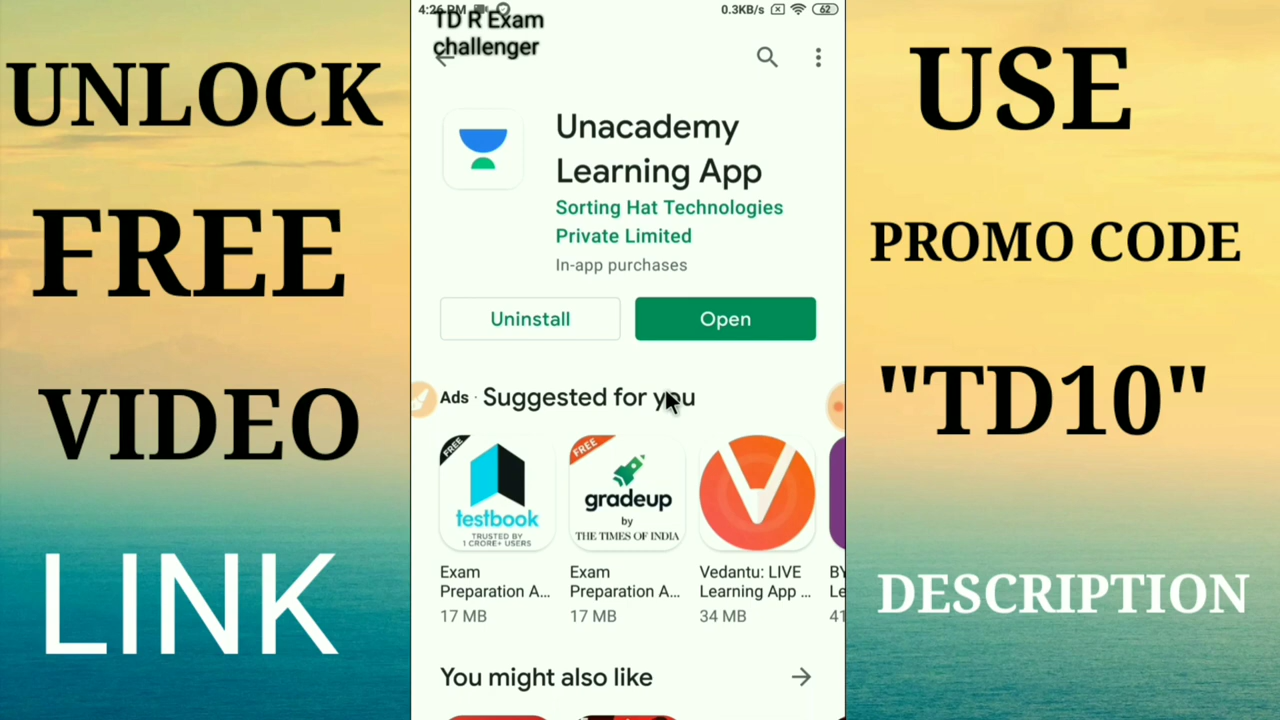 UNLOCK
FREE
VIDEO
LINK
4:26 PM
0.3KB/s
62
TD R Exam
challenger
Unacademy
Learning App
Sorting Hat Technologies
Private Limited
In-app purchases
Uninstall
Open
Ads · Suggested for you
FREE
testbook
TRUSTED BY
1 CRORE+ USERS
Exam
Preparation A...
17 MB
FREE
gradeup
by
THE TIMES OF INDIA
Exam
Preparation A...
17 MB
Vedantu: LIVE
Learning App ...
34 MB
BY
Le
41
You might also like
USE
PROMO CODE
"TD10"
DESCRIPTION